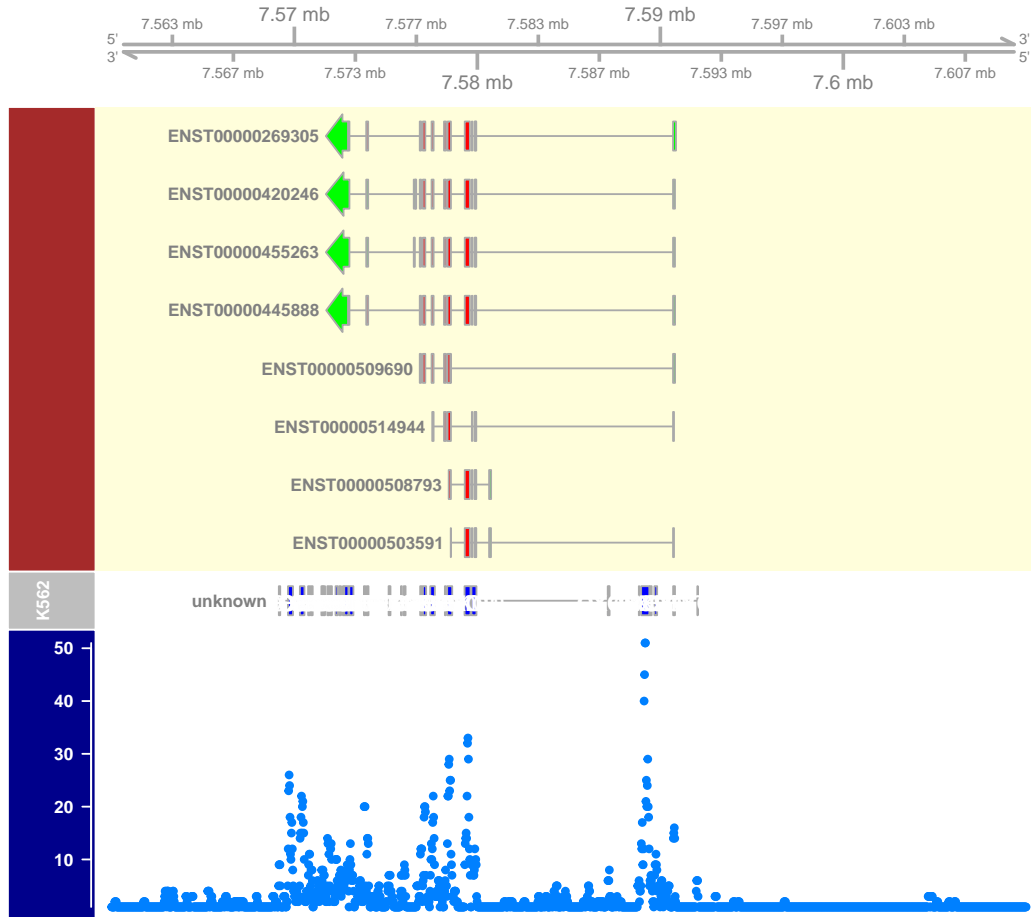 7.57 mb 7.59 mb
7.563 mb 7.577 mb 7.583 mb 7.597 mb 7.603 mb
5' 3'
3' 5'
7.567 mb 7.573 mb 7.587 mb 7.593 mb 7.607 mb
7.58 mb 7.6 mb
ENST00000269305
ENST00000420246
ENST00000455263
ENST00000445888
ENST00000509690
ENST00000514944
ENST00000508793
ENST00000503591
K562
unknown
50
40
30
20
10